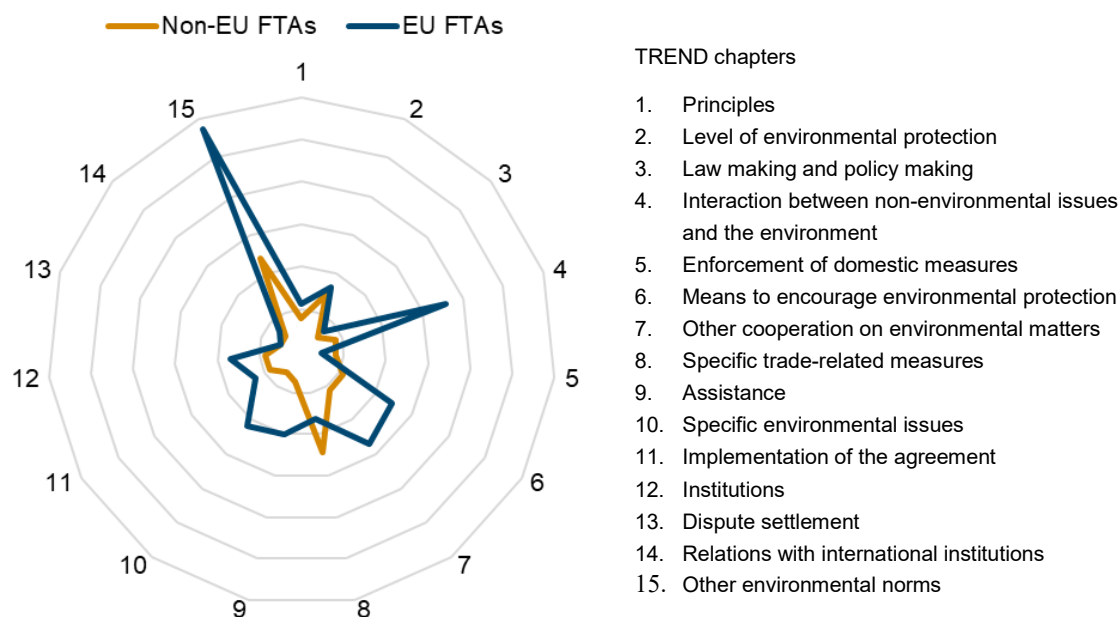 Non-EU FTAs
EU FTAs
1
2
3
4
5
6
7
8
9
10
11
12
13
14
15
TREND chapters
1. Principles
2. Level of environmental protection
3. Law making and policy making
4. Interaction between non-environmental issues
and the environment
5. Enforcement of domestic measures
6. Means to encourage environmental protection
7. Other cooperation on environmental matters
8. Specific trade-related measures
9. Assistance
10. Specific environmental issues
11. Implementation of the agreement
12. Institutions
13. Dispute settlement
14. Relations with international institutions
15. Other environmental norms